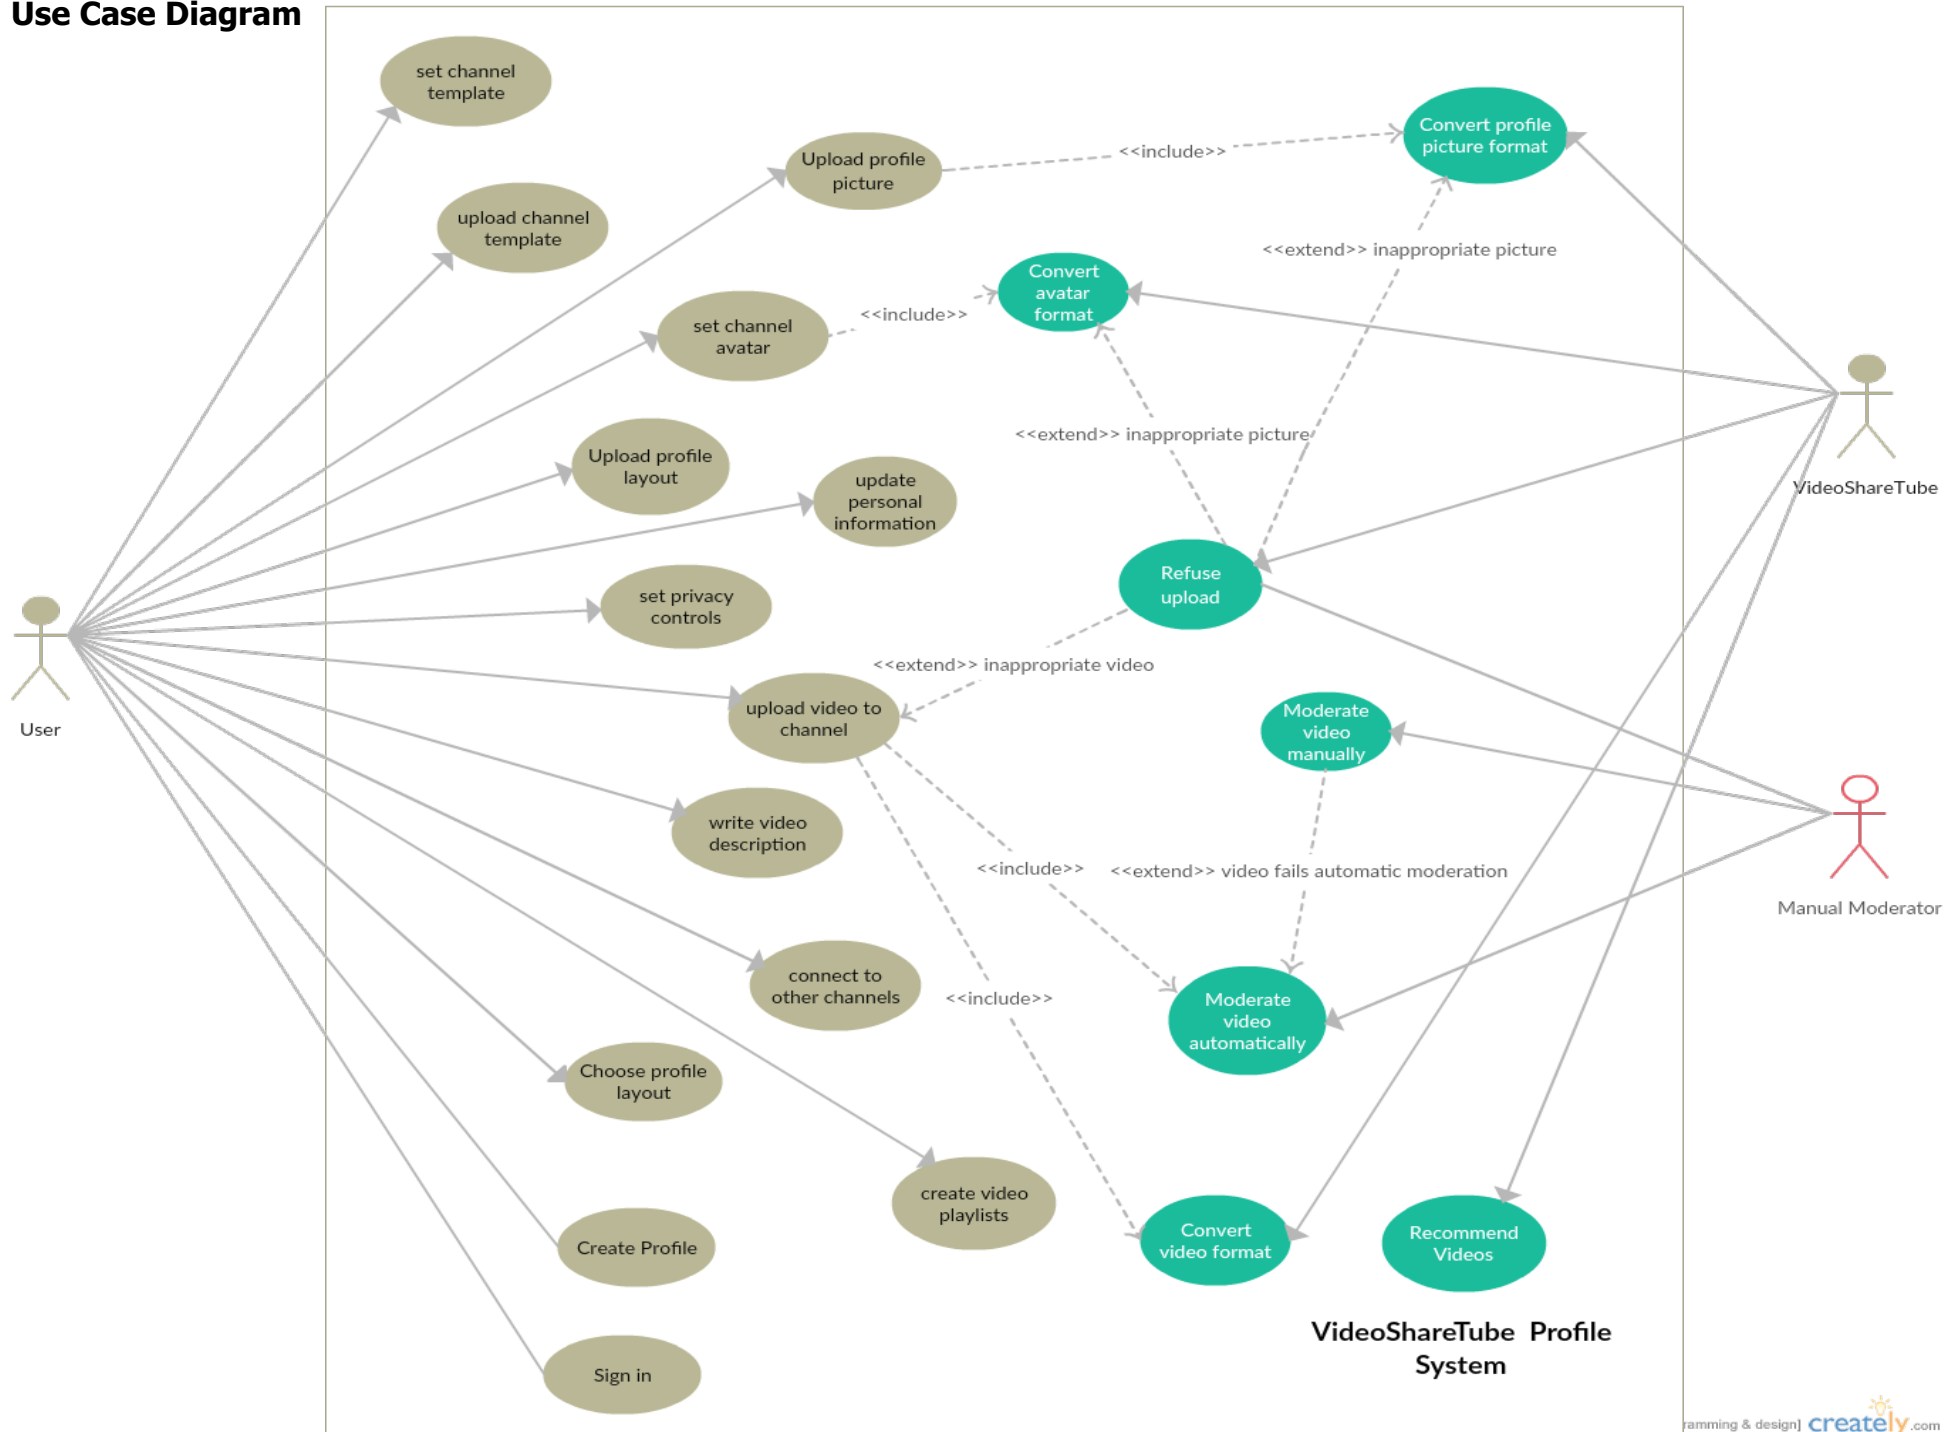 Use Case Diagram
set channel
template
Convert profile
picture format
Upload profile
picture
<<include>>
upload channel
template
<<extend>> inappropriate picture
Convert
avatar
format
<<include>>
set channel
avatar
<<extend>> inappropriate picture
Upload profile
layout
update
personal
information
VideoShareTube
Refuse
upload
set privacy
controls
<<extend>> inappropriate video
User
upload video to
channel
Moderate
video
manually
write video
description
<<include>>
<<extend>> video fails automatic moderation
Manual Moderator
connect to
other channels
<<include>>
Moderate
video
automatically
Choose profile
layout
create video
playlists
Create Profile
Convert
video format
Recommend
Videos
VideoShareTube Profile
System
Sign in
ramming & design] creately.com